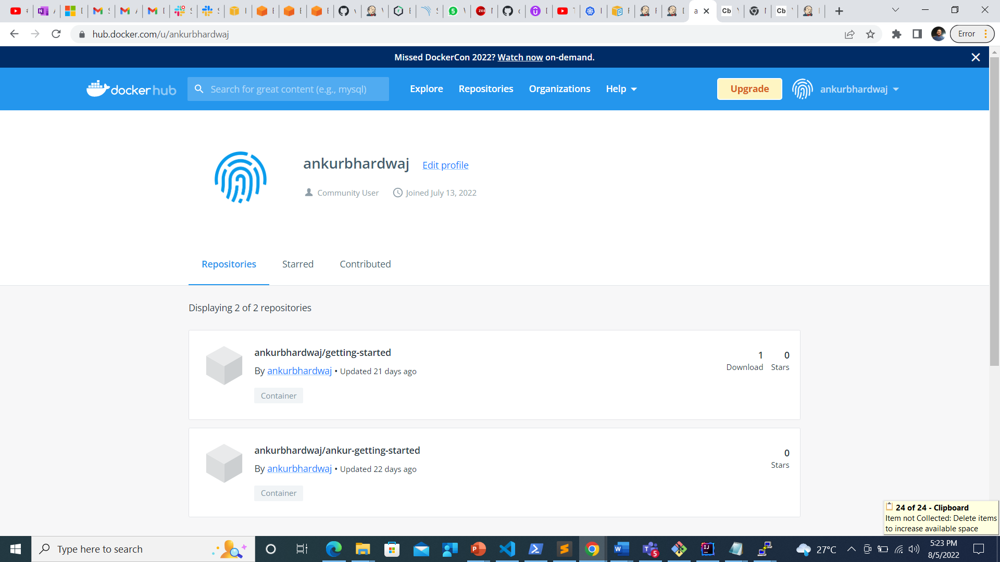 hub.docker.com/u/ankurbhardwaj
Error
Missed DockerCon 2022? Watch now on-demand.
docker hub
Search for great content (e.g., mysql)
Explore
Repositories
Organizations
Help
Upgrade
ankurbhardwaj
ankurbhardwaj
Edit profile
Community User
Joined July 13, 2022
Repositories
Starred
Contributed
Displaying 2 of 2 repositories
ankurbhardwaj/getting-started
By ankurbhardwaj • Updated 21 days ago
Container
1
Download
0
Stars
ankurbhardwaj/ankur-getting-started
By ankurbhardwaj • Updated 22 days ago
Container
0
Stars
24 of 24 - Clipboard
Item not Collected: Delete items
to increase available space
Type here to search
27°C
5:23 PM
8/5/2022